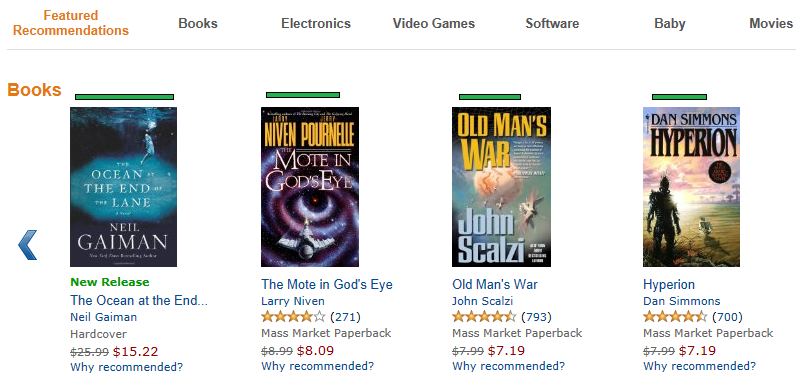 Featured
Recommendations
Books
Electronics
Video Games
Software
Baby
Movies
Books
THE
OCEAN AT
THE END OF
THE LANE
NEIL
GAIMAN
New Release
The Ocean at the End...
Neil Gaiman
Hardcover
$25.99 $15.22
Why recommended?
LARRY JERRY
NIVEN POURNELLE
THE
MOTE IN
GOD'S EYE
The Mote in God's Eye
Larry Niven
(271)
Mass Market Paperback
$8.99 $8.09
Why recommended?
OLD MAN'S
WAR
John
Scalzi
Old Man's War
John Scalzi
(793)
Mass Market Paperback
$7.99 $7.19
Why recommended?
DAN SIMMONS
HYPERION
Hyperion
Dan Simmons
(700)
Mass Market Paperback
$7.99 $7.19
Why recommended?